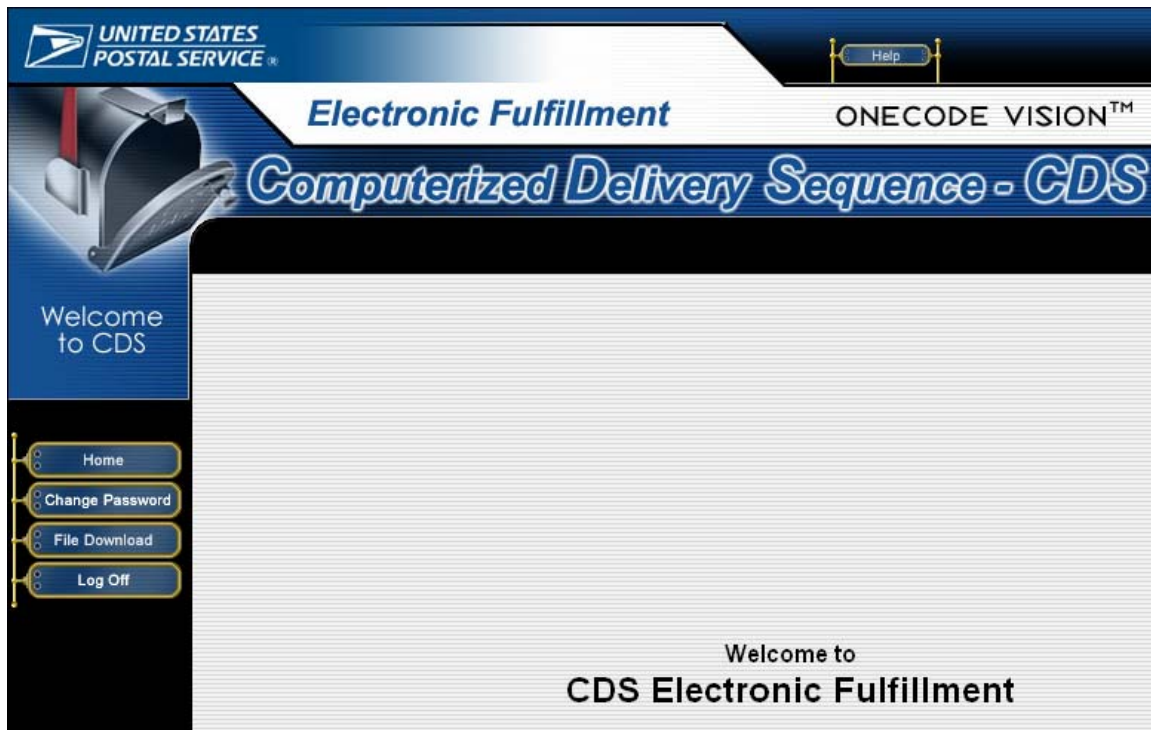 UNITED STATES
POSTAL SERVICE ®
Help
Electronic Fulfillment
ONECODE VISION™
Computerized Delivery Sequence - CDS
Welcome
to CDS
Home
Change Password
File Download
Log Off
Welcome to
CDS Electronic Fulfillment